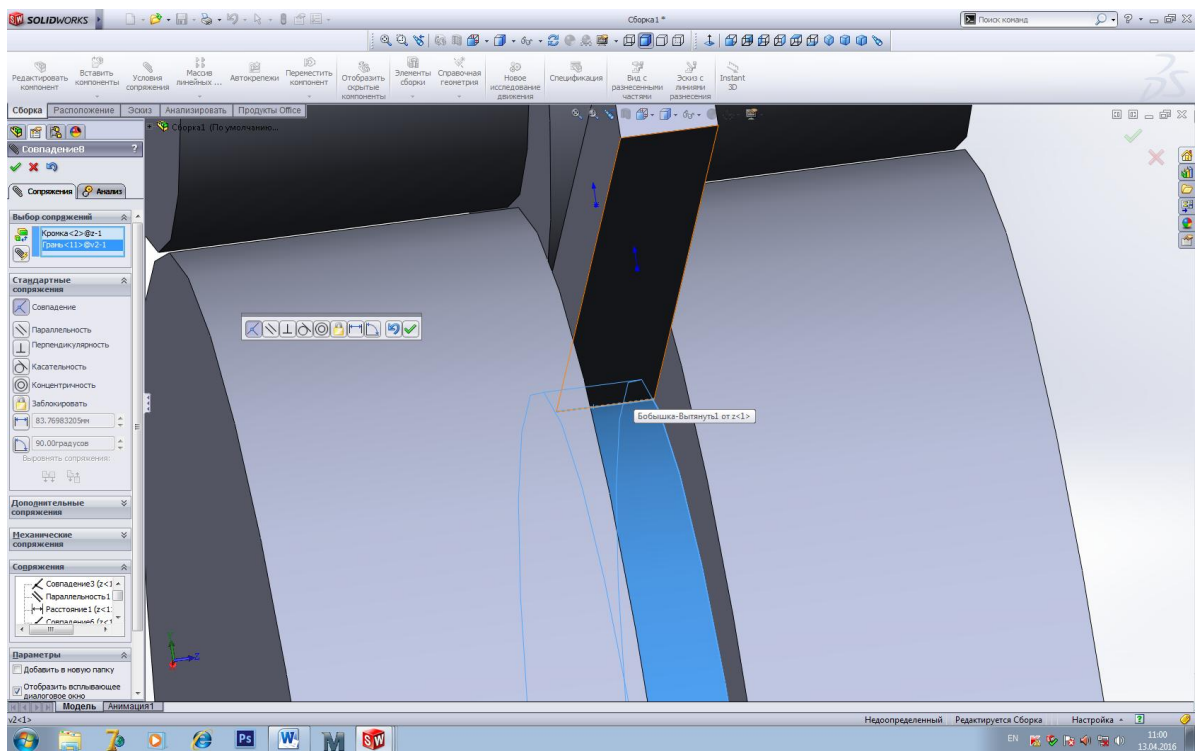 SOLIDWORKS
Сборка1 *
Поиск команд
Редактировать компонент
Вставить компоненты
Условия сопряжения
Массив линейных ...
Автокрепежи
Переместить компонент
Отобразить скрытые компоненты
Элементы сборки
Справочная геометрия
Новое исследование движения
Спецификация
Вид с разнесенными частями
Эскиз с линиями разнесения
Instant 3D
Сборка
Расположение
Эскиз
Анализировать
Продукты Office
Сборка1 (По умолчанию...
Совпадение8
?
Сопряжения
Анализ
Выбор сопряжений
Кромка<2>@z-1
Грань<11>@v2-1
Стандартные
сопряжения
Совпадение
Параллельность
Перпендикулярность
Касательность
Концентричность
Заблокировать
83.76983205мм
90.00градусов
Выровнять сопряжения:
Дополнительные
сопряжения
Механические
сопряжения
Сопряжения
Совпадение3 (z<1
Параллельность1
Расстояние1 (z<1
Совпадение6 (z<1
Параметры
Добавить в новую папку
Отобразить всплывающее
диалоговое окно
Бобышка-Вытянуть1 от z<1>
Y
Z
Модель
Анимация1
v2<1>
Недоопределенный
Редактируется Сборка
Настройка
Ps
W
M
SW
EN
11:00
13.04.2016